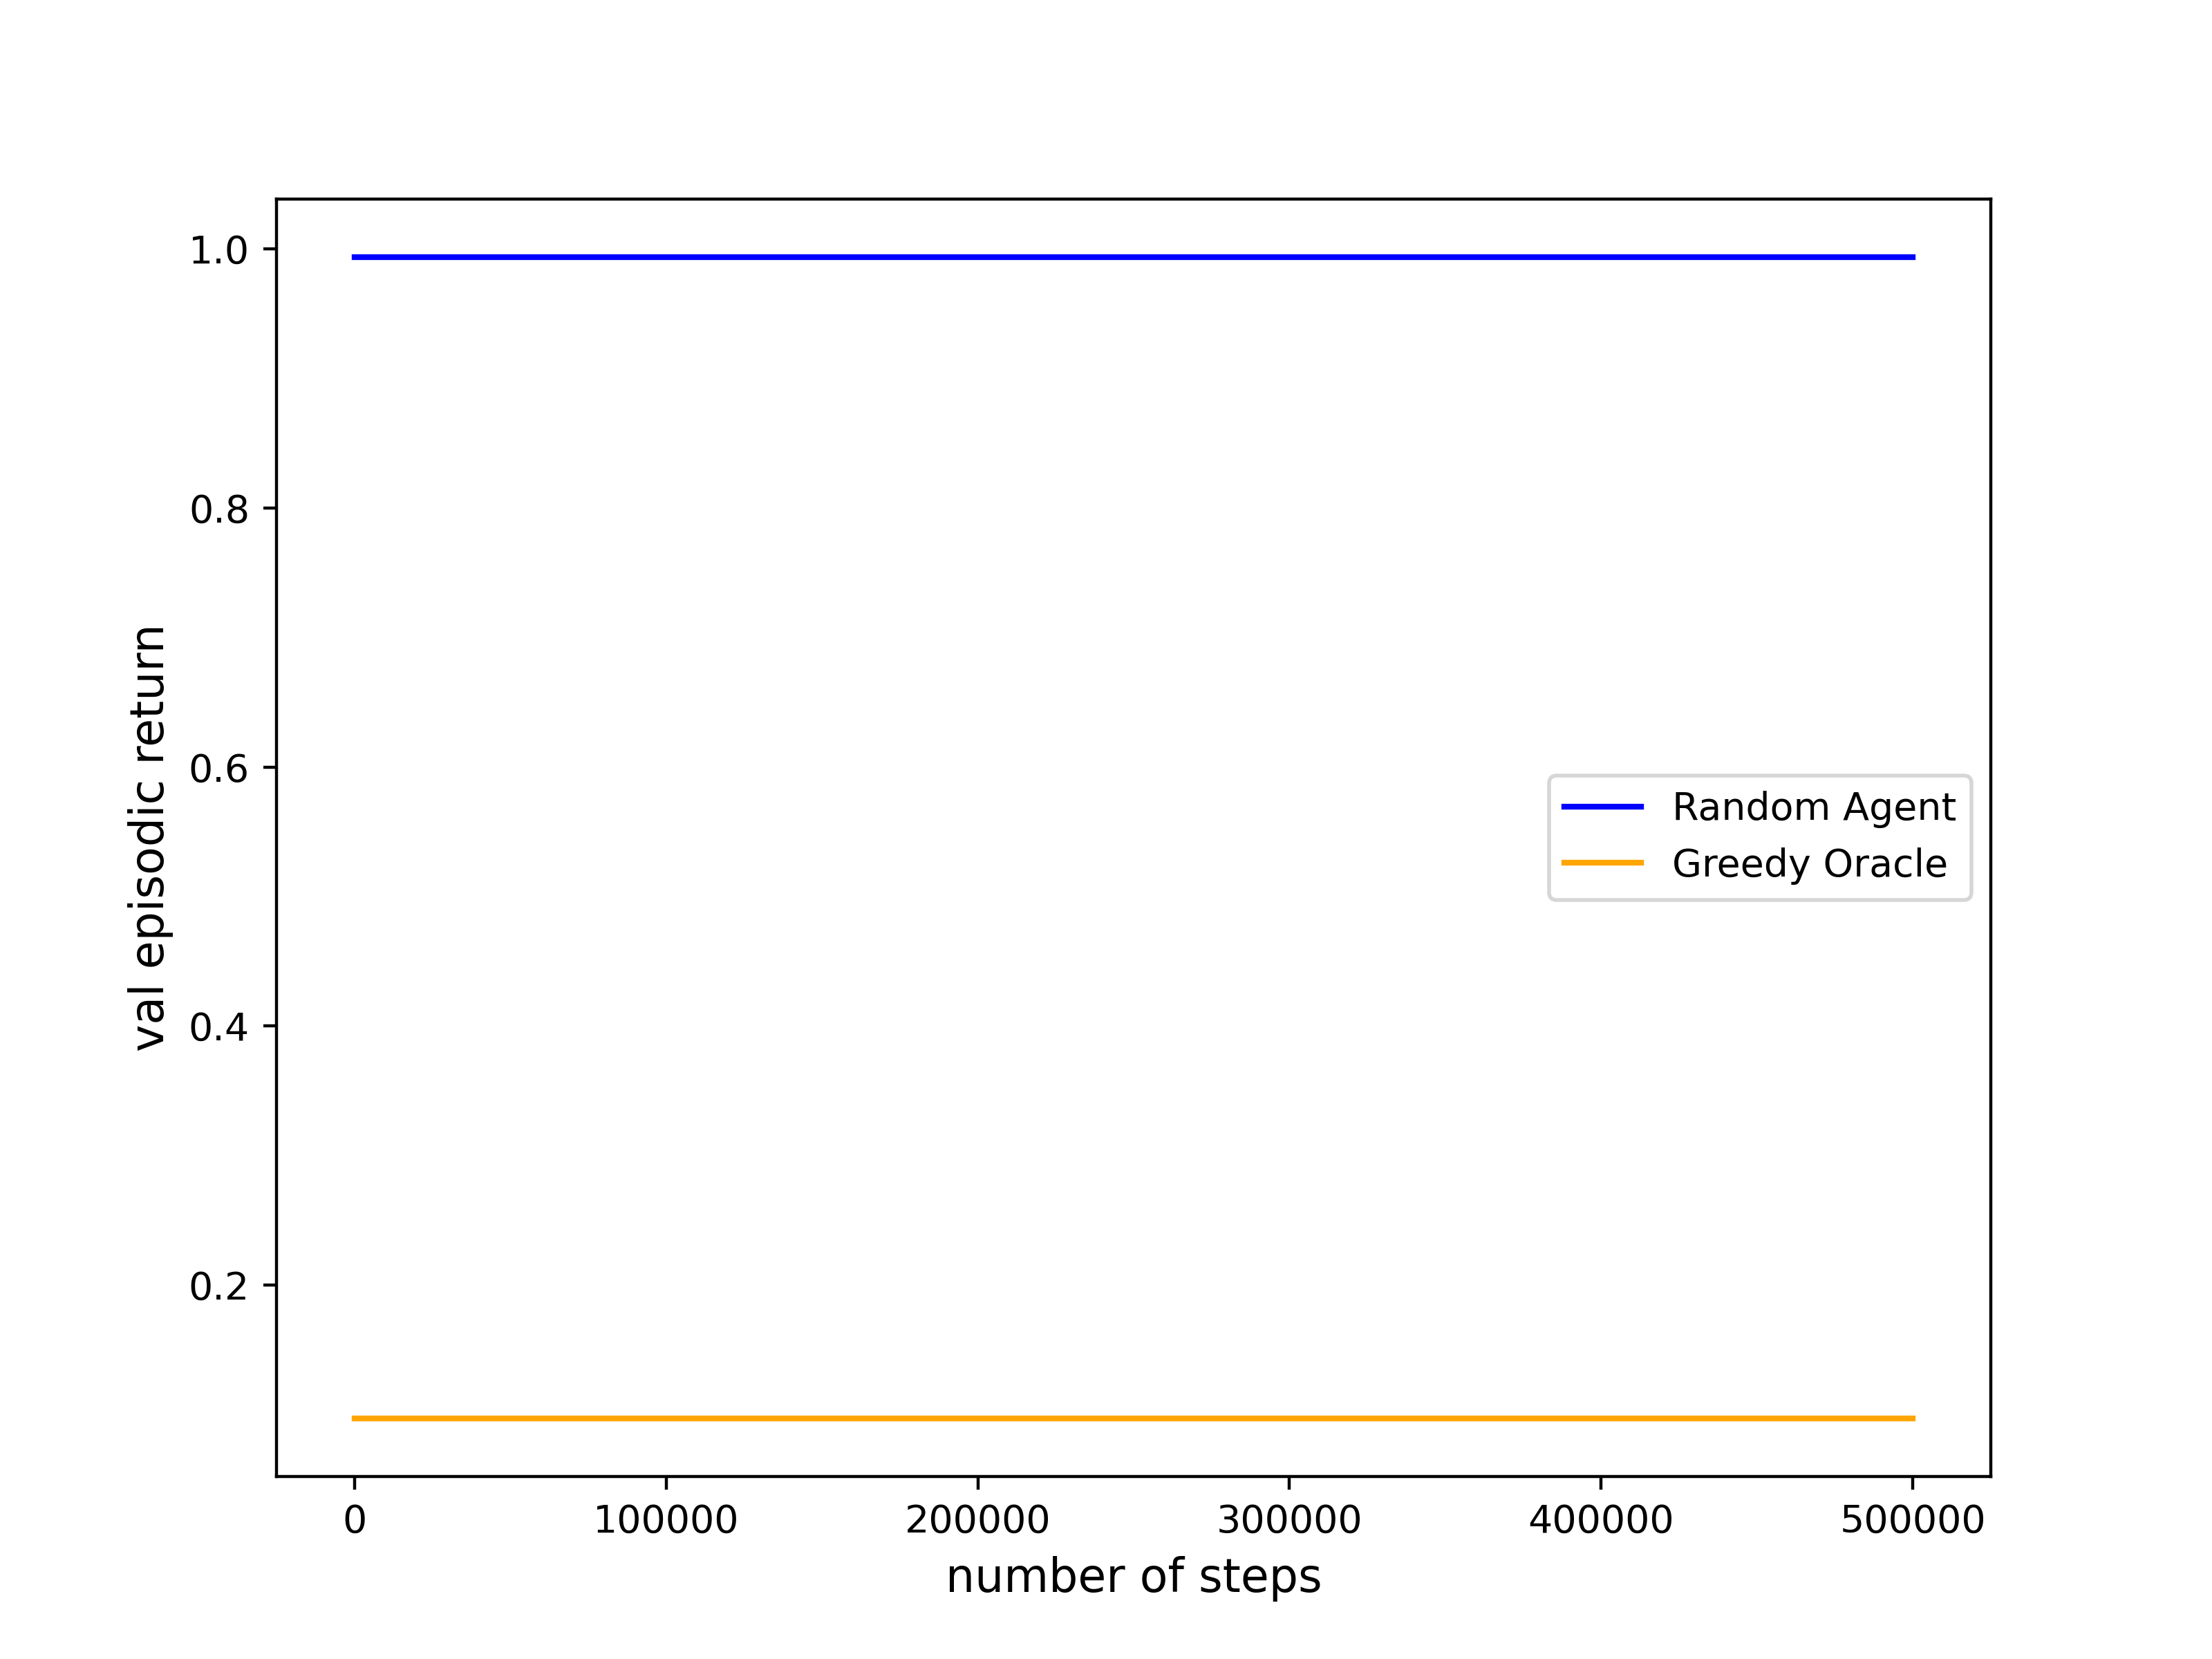 1.0
0.8
0.6
0.4
0.2
val episodic return
Random Agent
Greedy Oracle
0 100000 200000 300000 400000 500000
number of steps